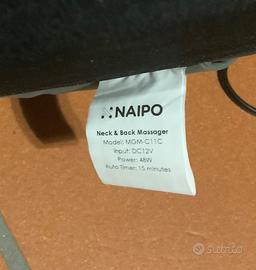 NAIPO
Neck & Back Massager
Model: MGM-C11C
Input: DC12V
Power: 48W
Auto Timer: 15 minutes
subito